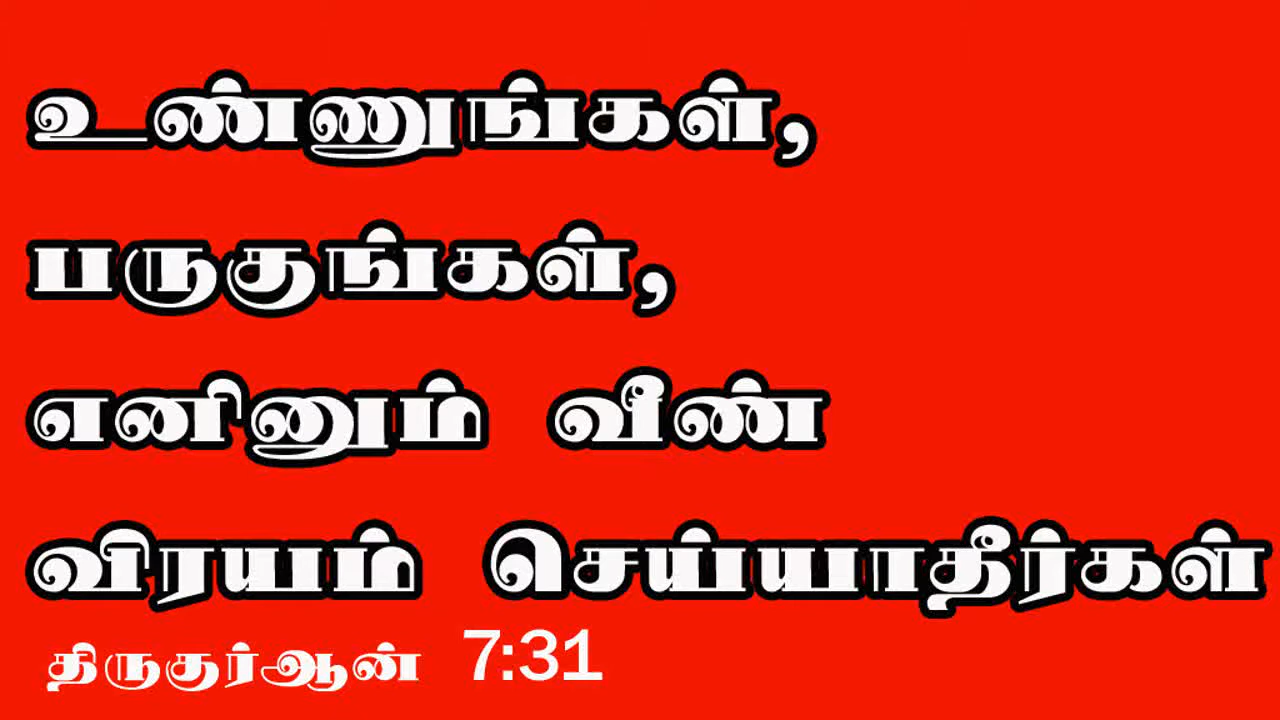 உண்ணுங்கள்,
பருகுங்கள்,
எனினும் வீண்
விரயம் செய்யாதீர்கள்
திருகுர்ஆன் 7:31